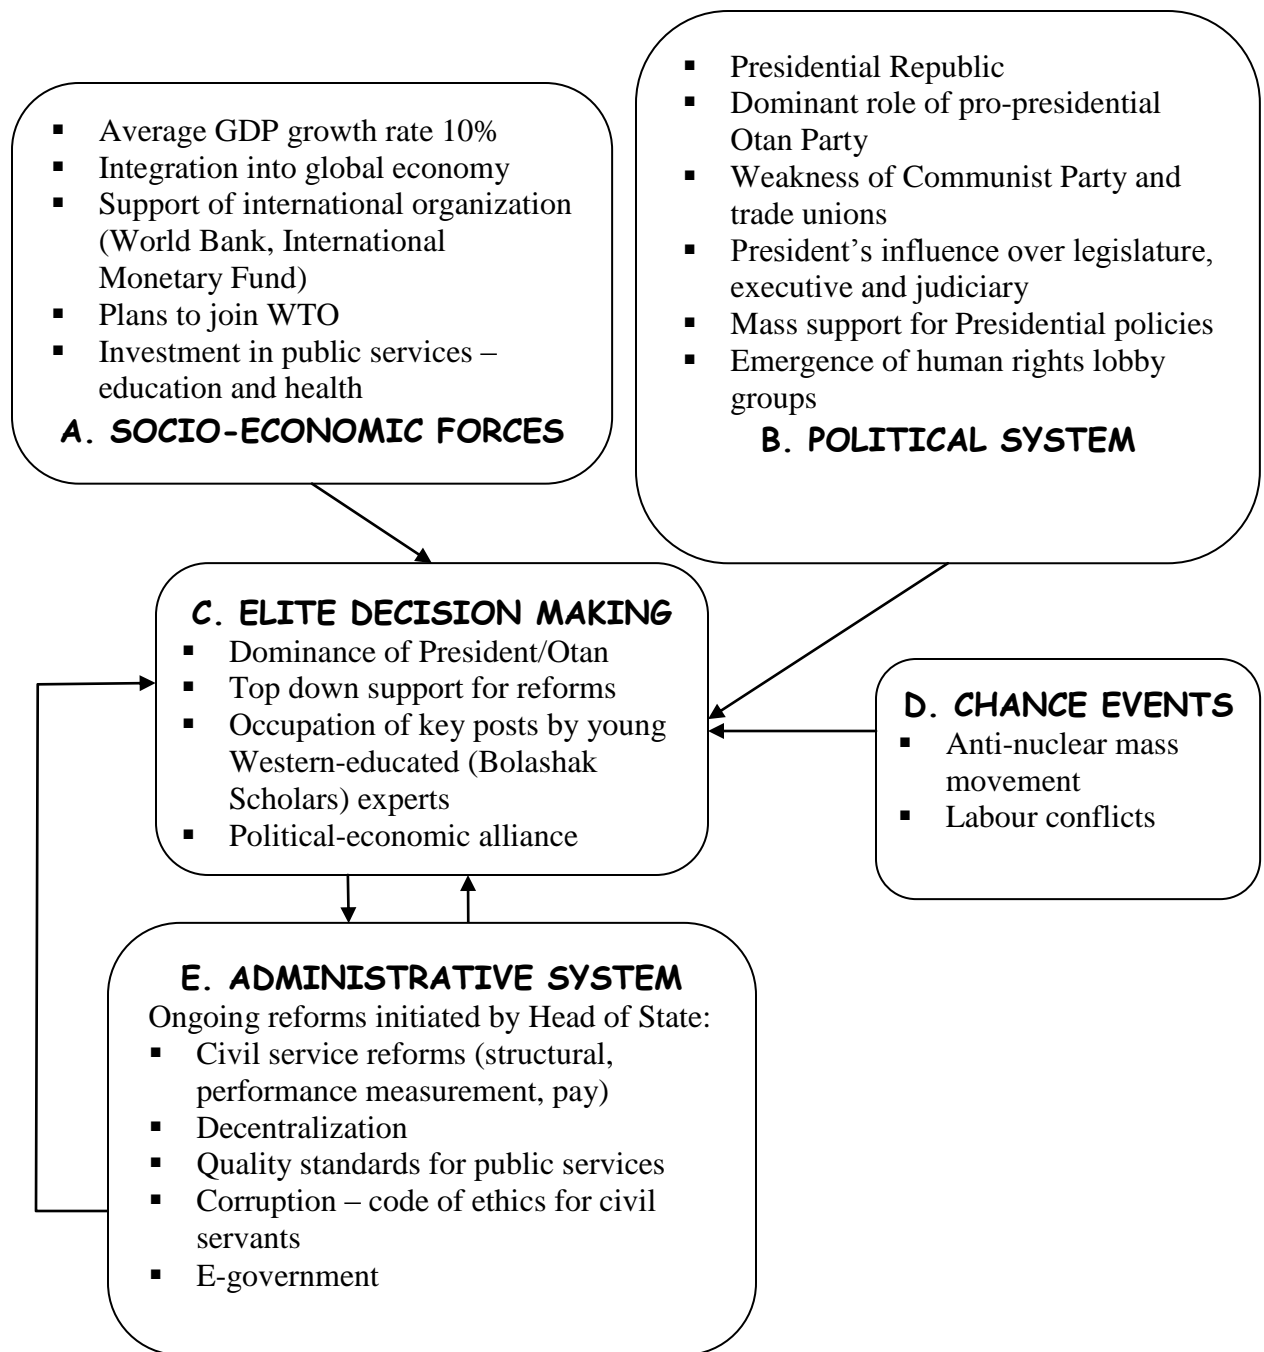 ▪ Average GDP growth rate 10%
▪ Integration into global economy
▪ Support of international organization
(World Bank, International
Monetary Fund)
▪ Plans to join WTO
▪ Investment in public services –
education and health
A. SOCIO-ECONOMIC FORCES
▪ Presidential Republic
▪ Dominant role of pro-presidential
Otan Party
▪ Weakness of Communist Party and
trade unions
▪ President’s influence over legislature,
executive and judiciary
▪ Mass support for Presidential policies
▪ Emergence of human rights lobby
groups
B. POLITICAL SYSTEM
C. ELITE DECISION MAKING
▪ Dominance of President/Otan
▪ Top down support for reforms
▪ Occupation of key posts by young
Western-educated (Bolashak
Scholars) experts
▪ Political-economic alliance
D. CHANCE EVENTS
▪ Anti-nuclear mass
movement
▪ Labour conflicts
E. ADMINISTRATIVE SYSTEM
Ongoing reforms initiated by Head of State:
▪ Civil service reforms (structural,
performance measurement, pay)
▪ Decentralization
▪ Quality standards for public services
▪ Corruption – code of ethics for civil
servants
▪ E-government